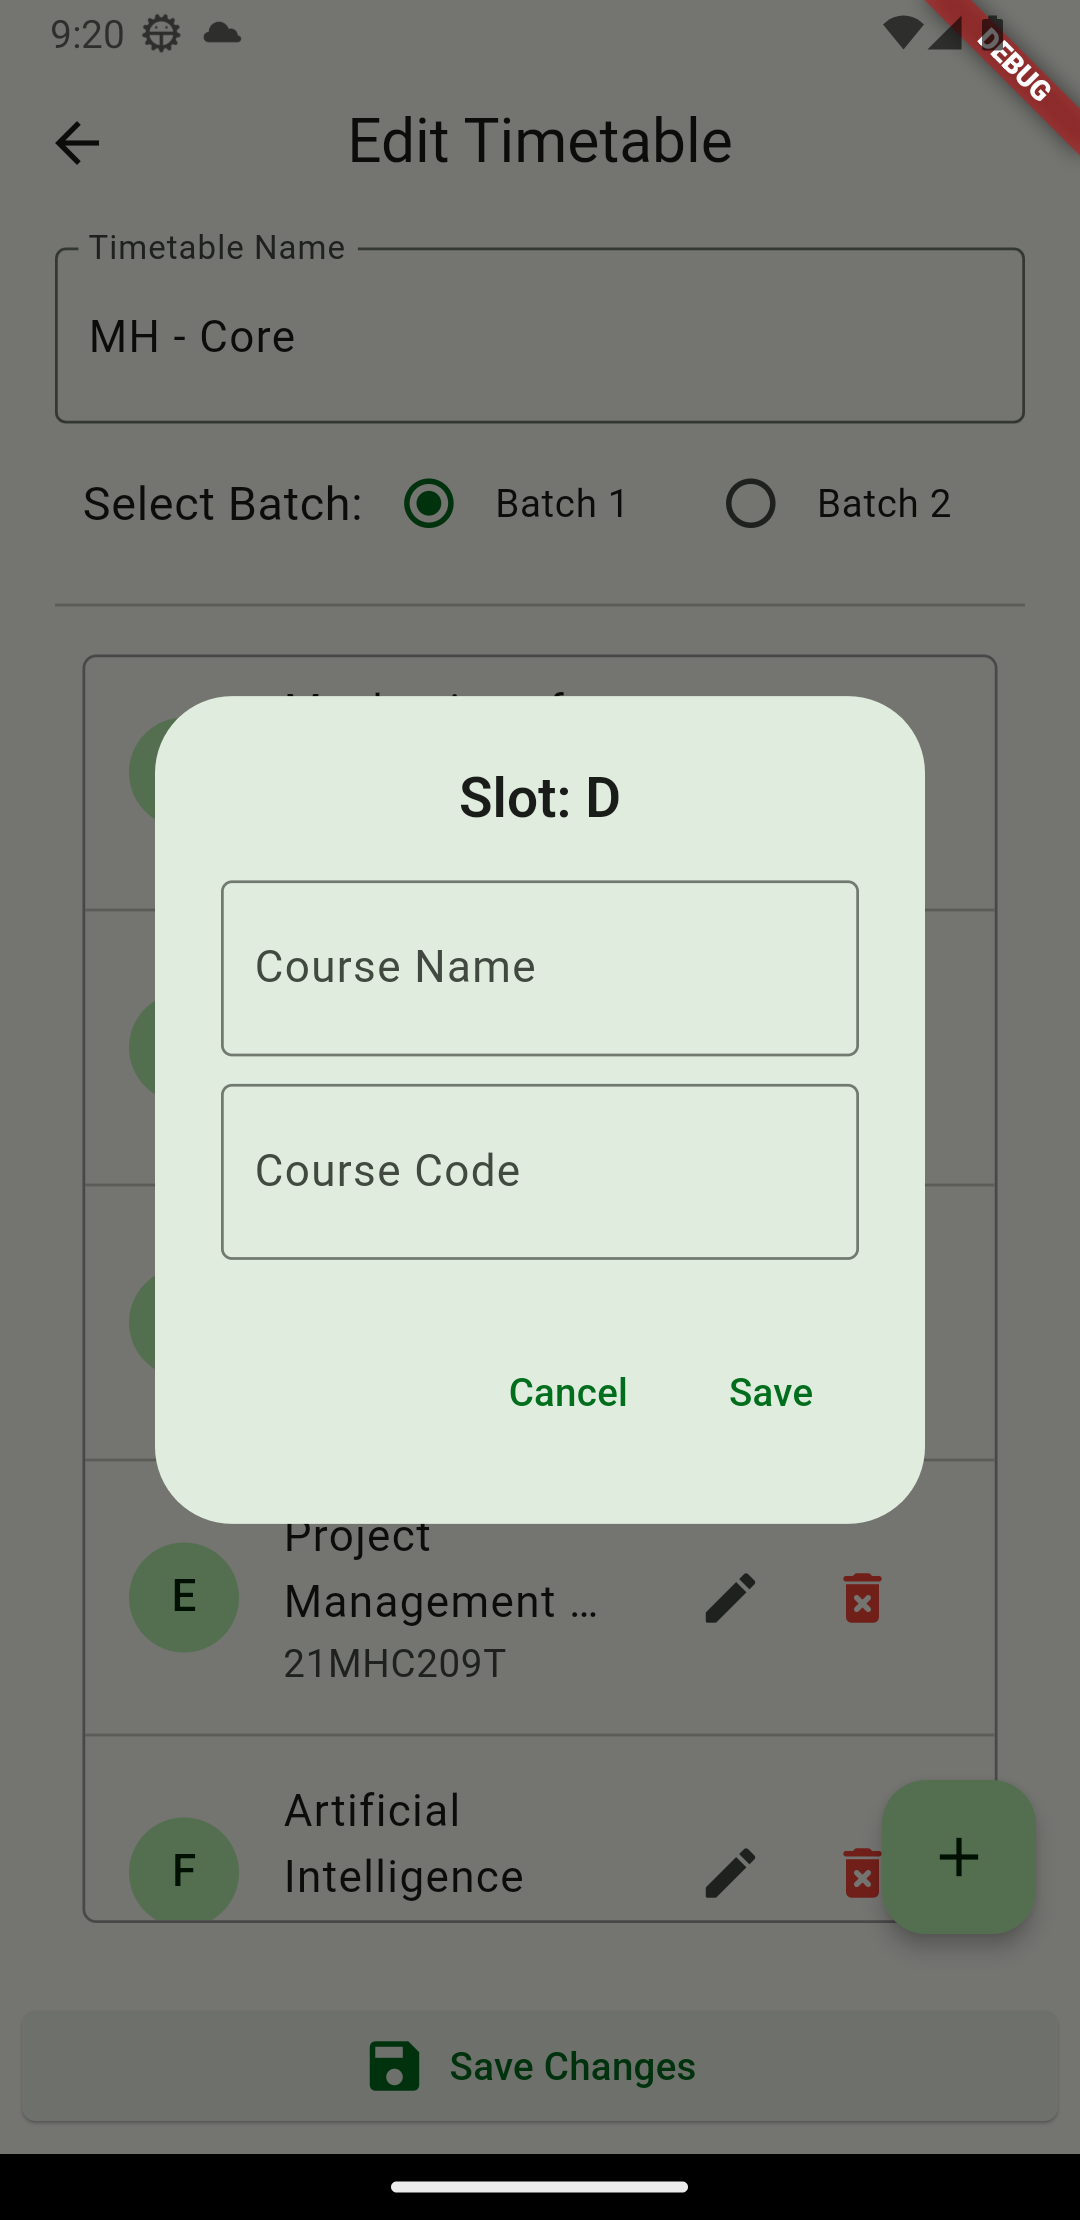 9:20
DEBUG
Edit Timetable
Timetable Name
MH - Core
Select Batch:
Batch 1
Batch 2
Slot: D
Course Name
Course Code
Cancel
Save
Project
E
Management ...
21MHC209T
Artificial
F
Intelligence
Save Changes